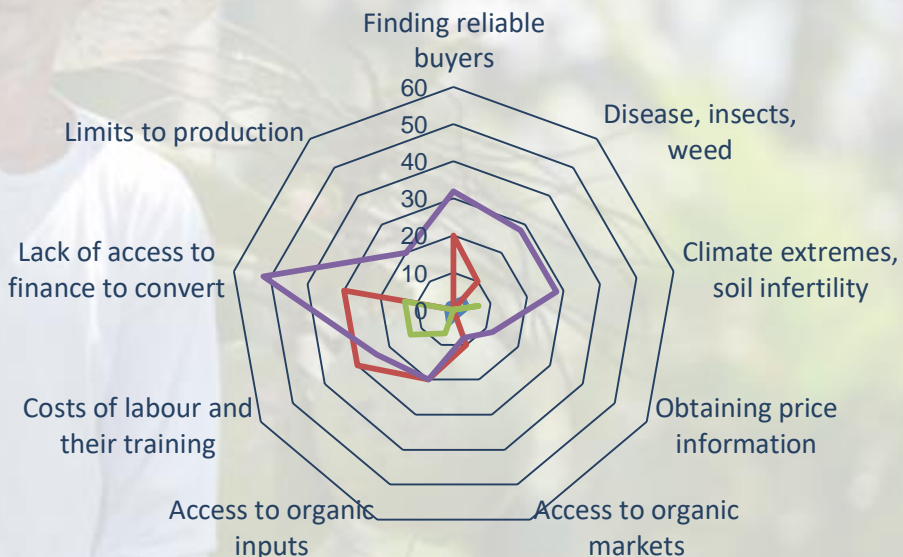 Finding reliable
buyers
Disease, insects,
weed
Climate extremes,
soil infertility
Obtaining price
information
Access to organic
markets
Access to organic
inputs
Costs of labour and
their training
Lack of access to
finance to convert
Limits to production
60
50
40
30
20
10
0